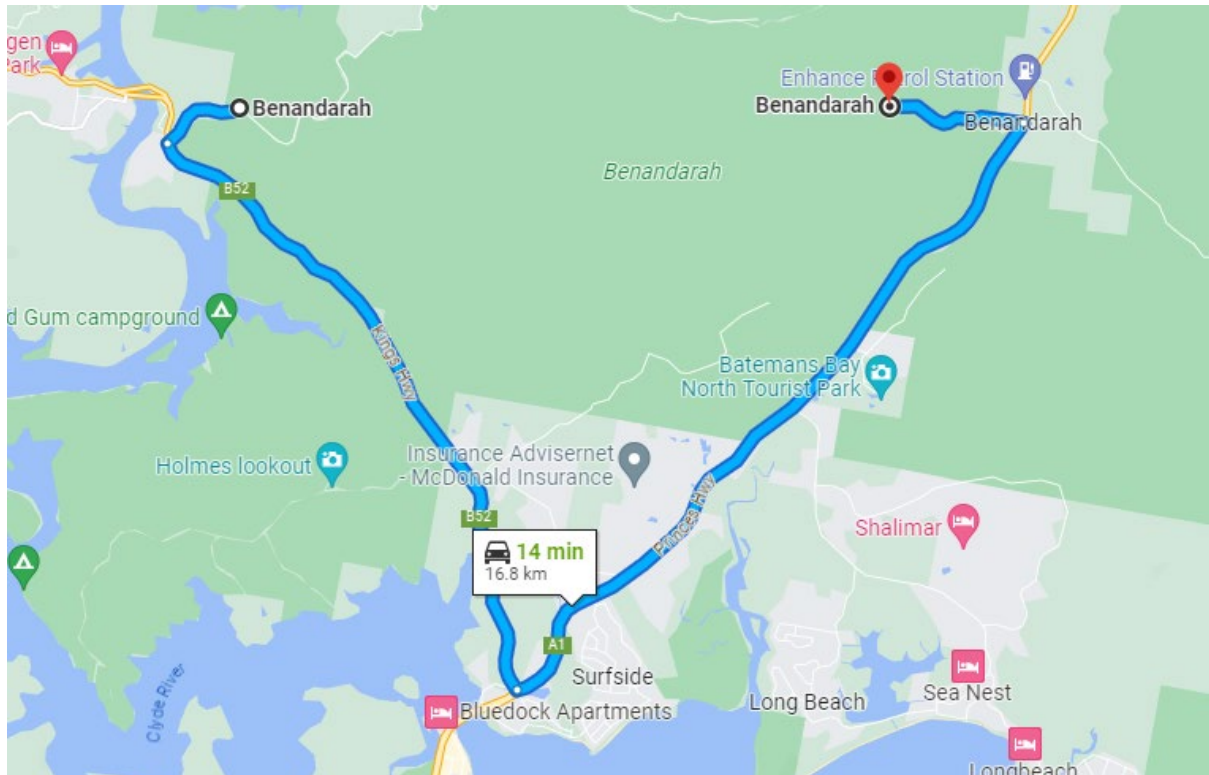 gen
Park
Benandarah
Enhance P rol Station
Benandarah
Benandarah
Benandarah
B52
d Gum campground
Kings Hwy
Batemans Bay
North Tourist Park
Holmes lookout
Insurance Advisernet
- McDonald Insurance
B52
Princes Hwy
Shalimar
14 min
16.8 km
A1
Surfside
Clyde River
Bluedock Apartments
Long Beach
Sea Nest
Longbeach